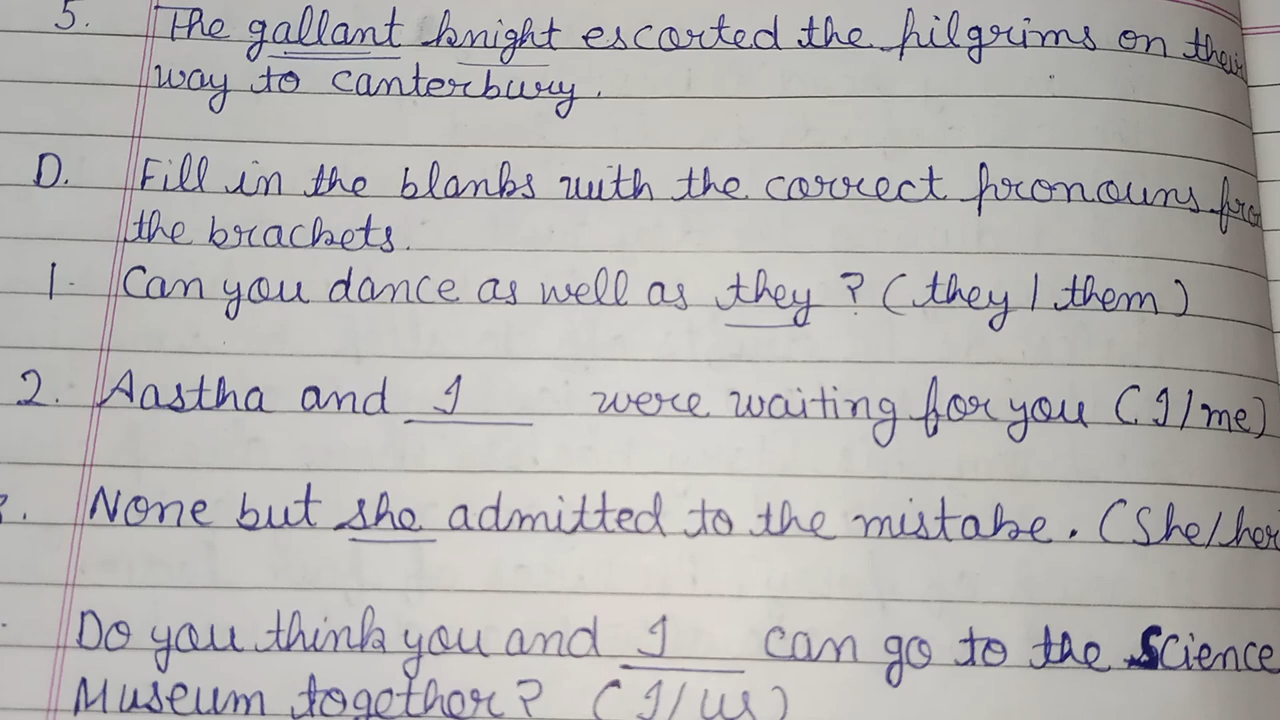 5. The gallant knight escorted the pilgrims on their
way to canterbury.
D. Fill in the blanks with the correct pronouns fro
the brackets.
1. Can you dance as well as they ? (they / them)
2. Aastha and I were waiting for you (I/me)
3. None but she admitted to the mistake. (She/her
Do you think you and I can go to the Science
Museum together? (I/us)